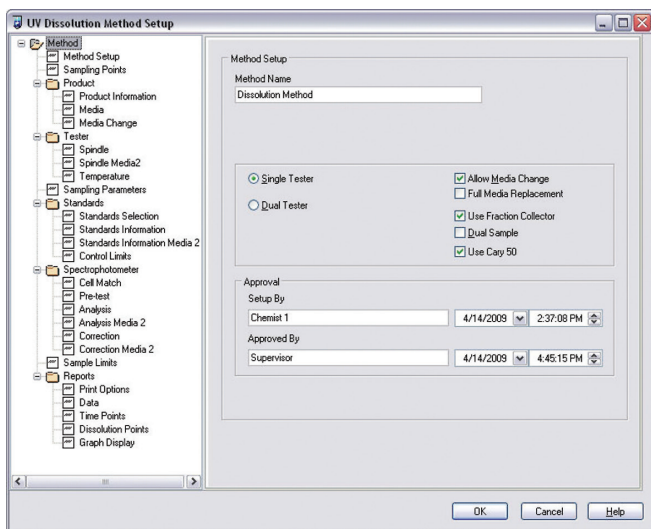 UV Dissolution Method Setup
Method
Method Setup
Sampling Points
Product
Product Information
Media
Media Change
Tester
Spindle
Spindle Media2
Temperature
Sampling Parameters
Standards
Standards Selection
Standards Information
Standards Information Media 2
Control Limits
Spectrophotometer
Cell Match
Pre-test
Analysis
Analysis Media 2
Correction
Correction Media 2
Sample Limits
Reports
Print Options
Data
Time Points
Dissolution Points
Graph Display
Method Setup
Method Name
Dissolution Method
Single Tester
Dual Tester
Allow Media Change
Full Media Replacement
Use Fraction Collector
Dual Sample
Use Cary 50
Approval
Setup By
Chemist 1 4/14/2009 2:37:08 PM
Approved By
Supervisor 4/14/2009 4:45:15 PM
OK Cancel Help